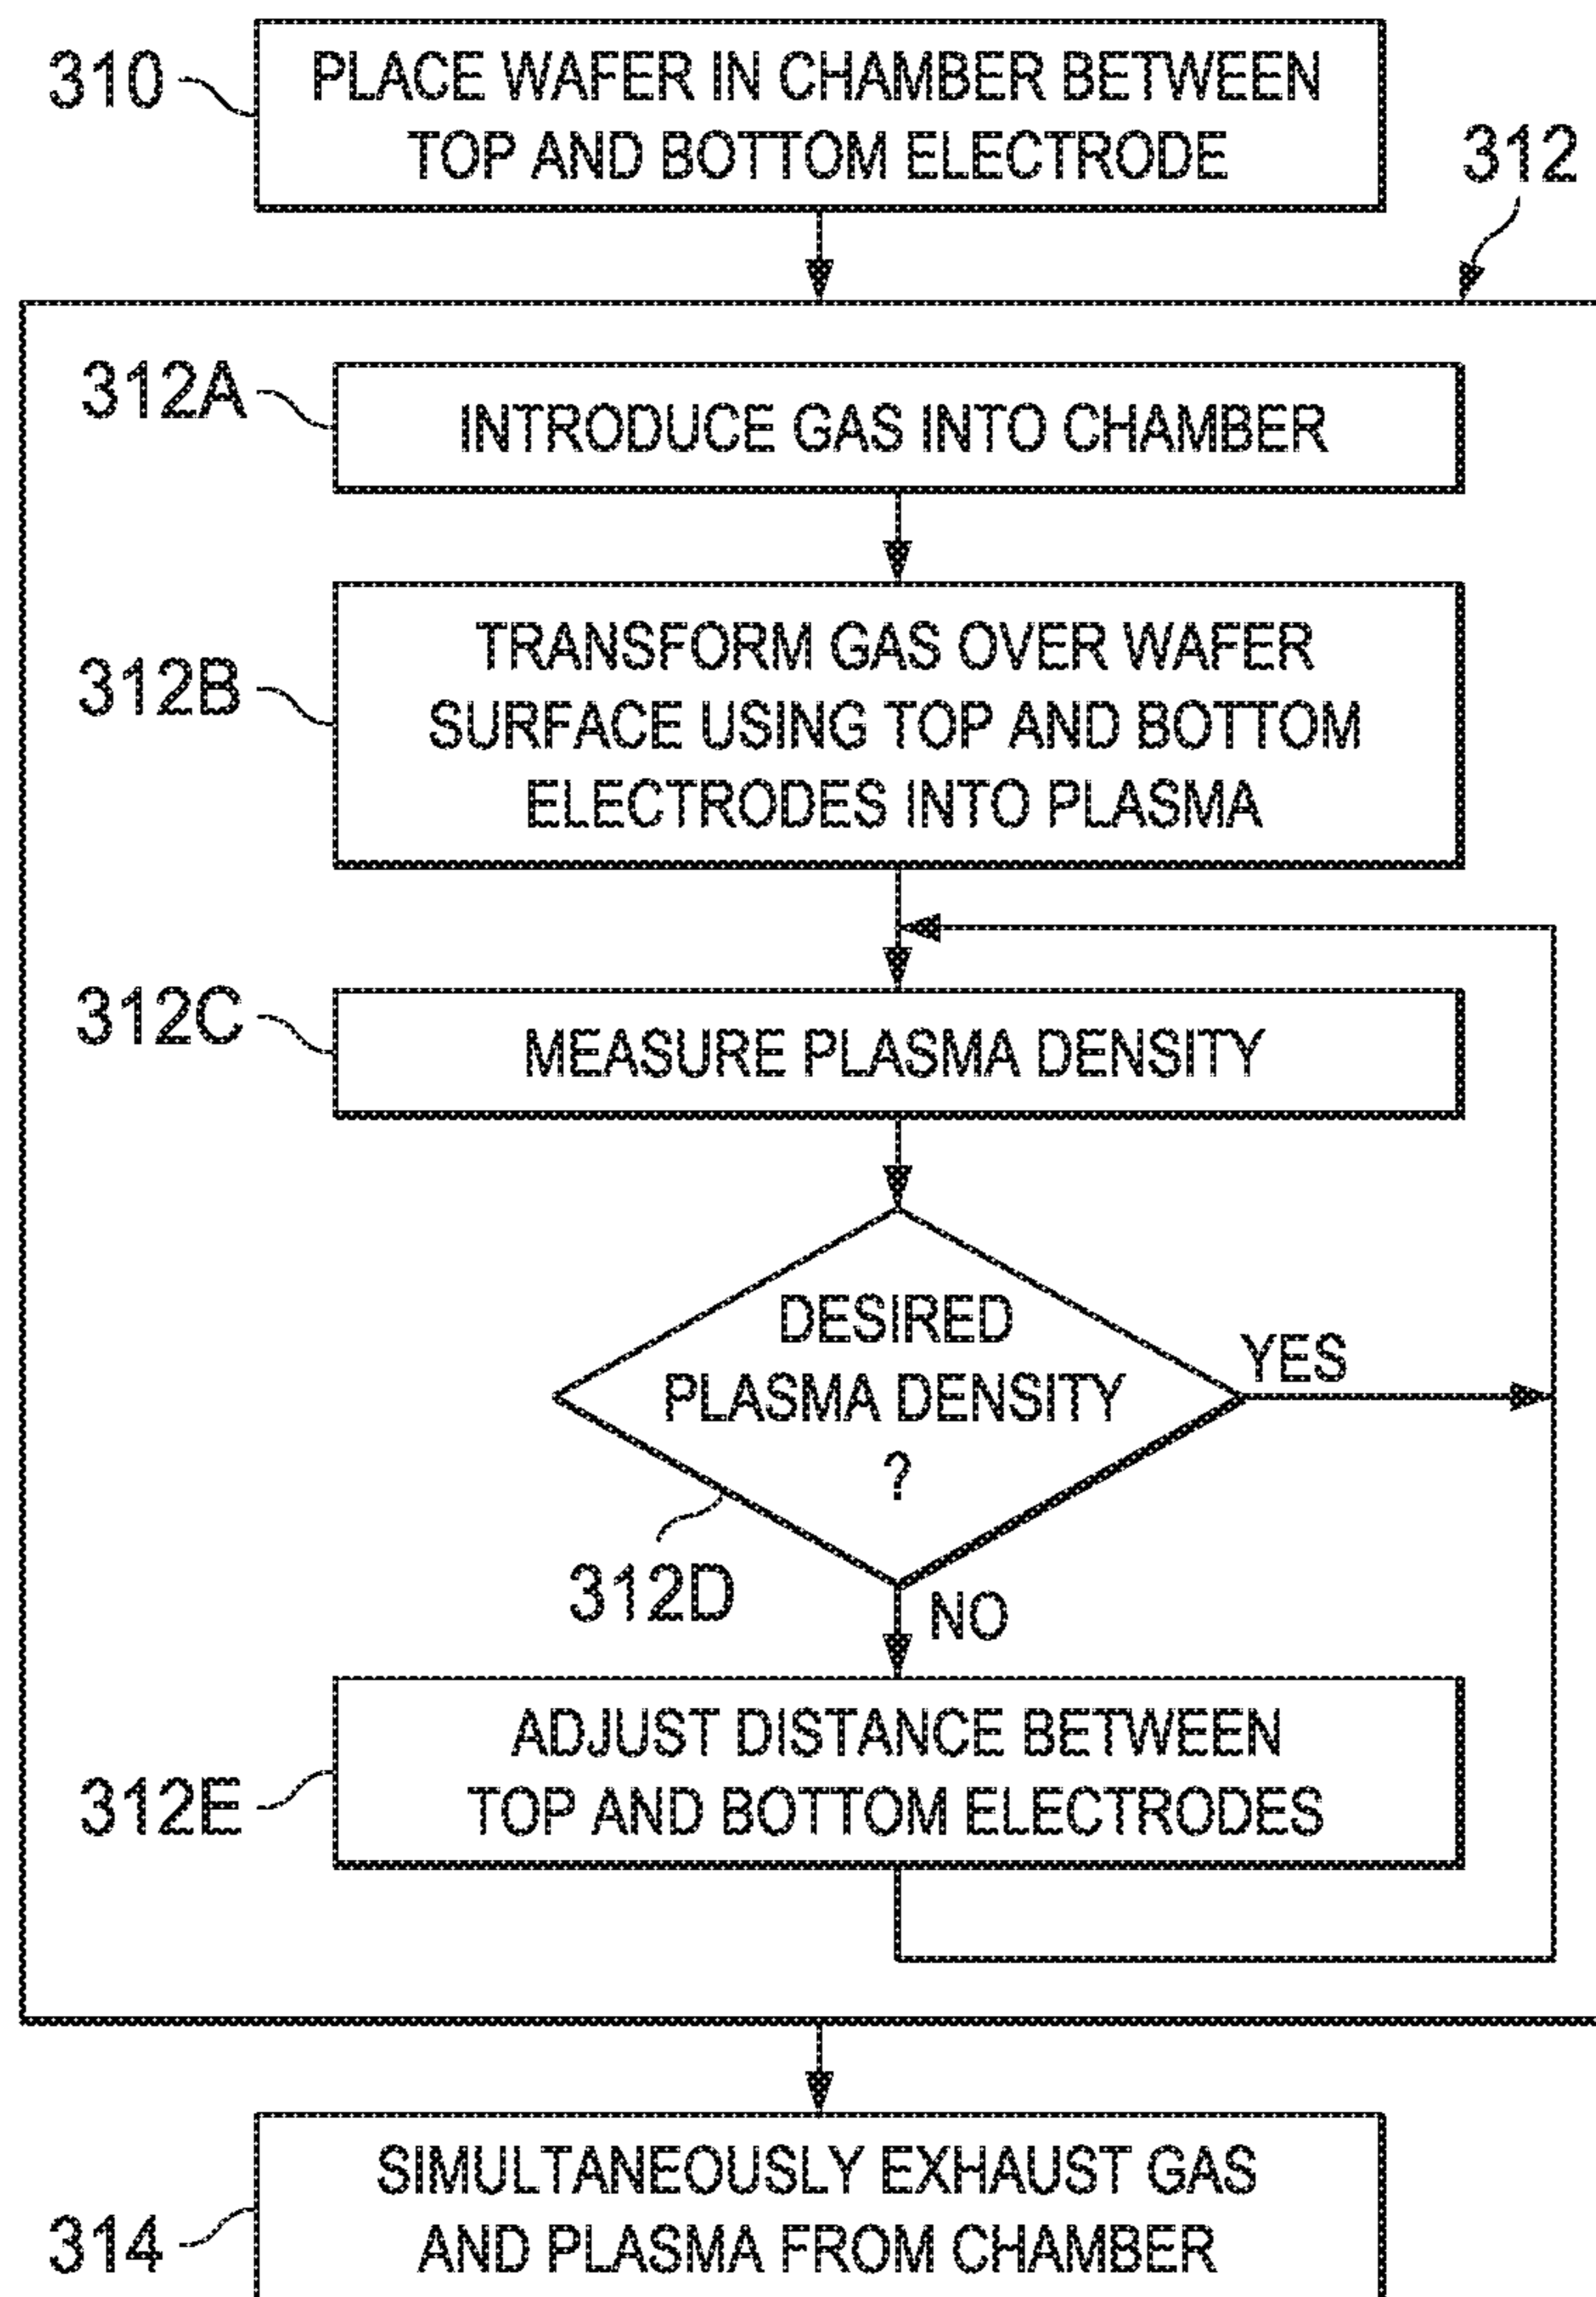 310
PLACE WAFER IN CHAMBER BETWEEN
TOP AND BOTTOM ELECTRODE
312
312A
INTRODUCE GAS INTO CHAMBER
312B
TRANSFORM GAS OVER WAFER
SURFACE USING TOP AND BOTTOM
ELECTRODES INTO PLASMA
312C
MEASURE PLASMA DENSITY
DESIRED
PLASMA DENSITY
?
YES
312D
NO
312E
ADJUST DISTANCE BETWEEN
TOP AND BOTTOM ELECTRODES
314
SIMULTANEOUSLY EXHAUST GAS
AND PLASMA FROM CHAMBER